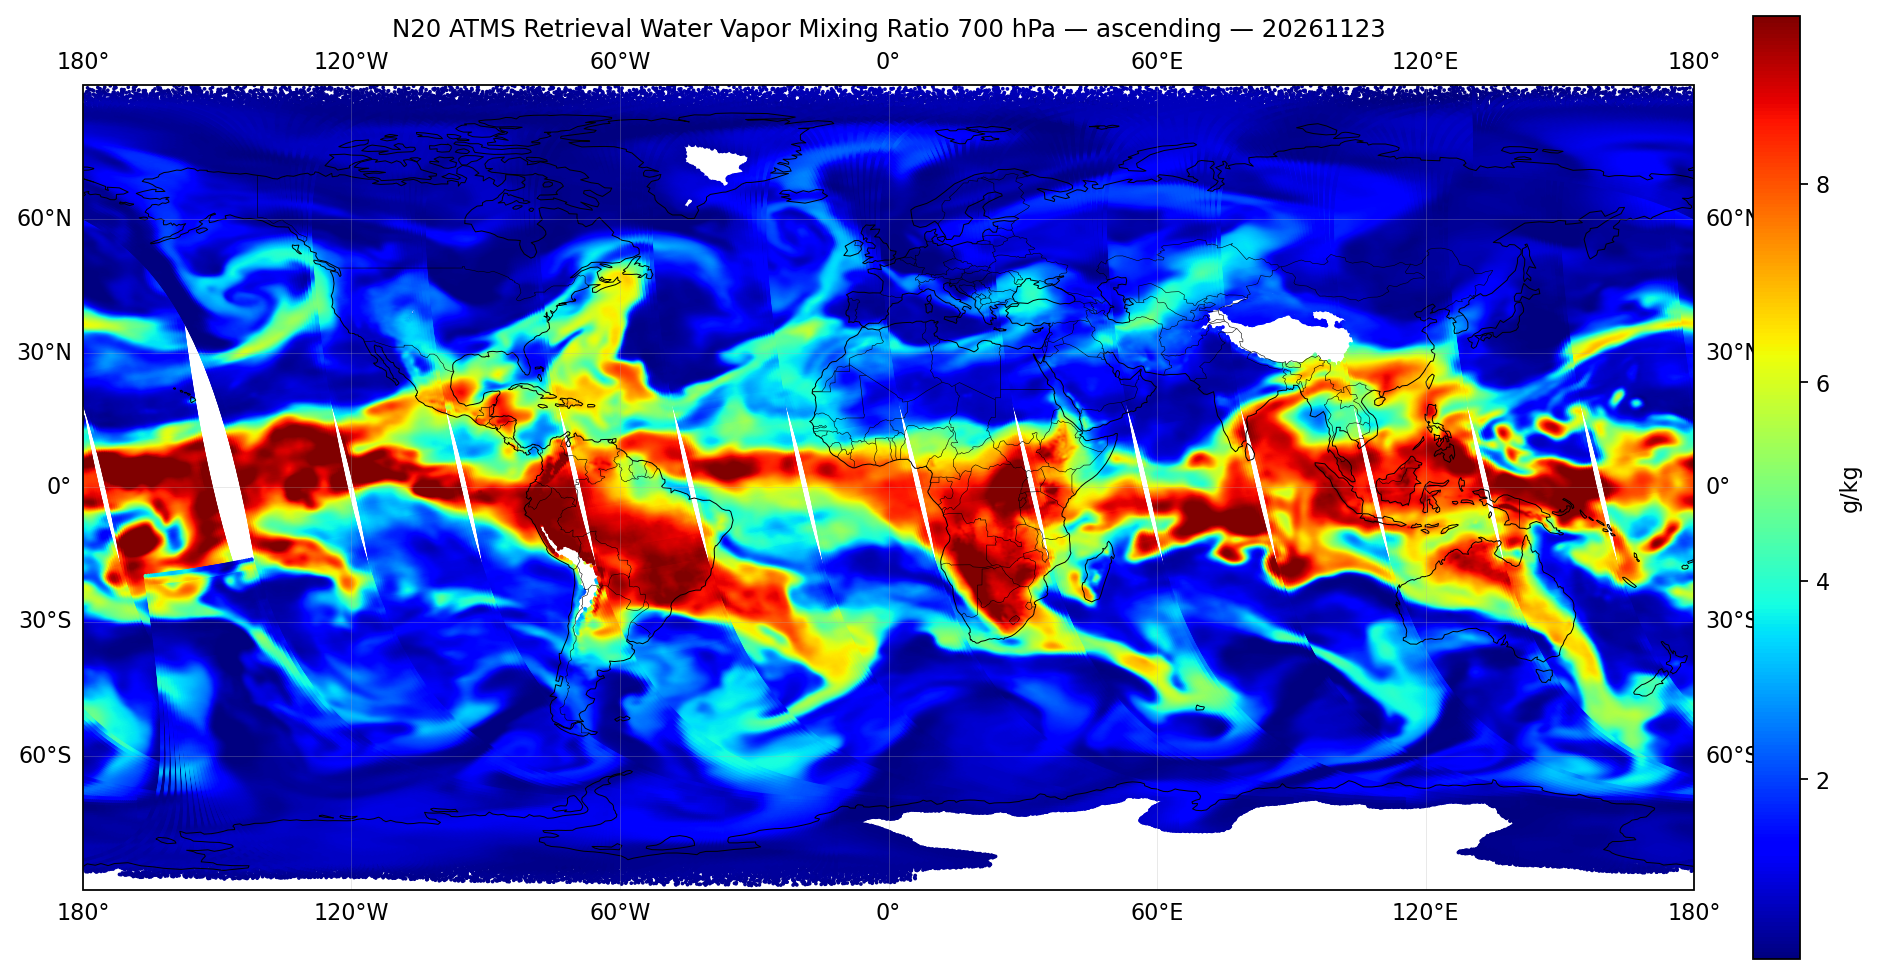 N20 ATMS Retrieval Water Vapor Mixing Ratio 700 hPa — ascending — 20261123
180° 120°W 60°W 0° 60°E 120°E 180°
60°N 60°N
30°N 30°N
0° 0°
30°S 30°S
60°S 60°S
180° 120°W 60°W 0° 60°E 120°E 180°
8
6
4
2
g/kg